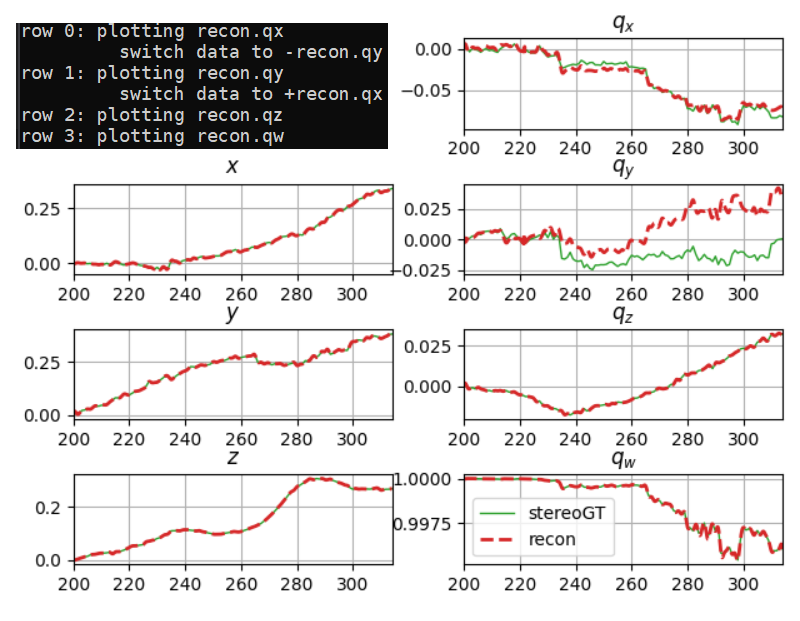 row 0: plotting recon.qx
switch data to -recon.qy
row 1: plotting recon.qy
switch data to +recon.qx
row 2: plotting recon.qz
row 3: plotting recon.qw
qx
0.00
−0.05
200 220 240 260 280 300
x
0.25
0.00
200 220 240 260 280 300
qy
0.025
0.000
−0.025
200 220 240 260 280 300
y
0.25
0.00
200 220 240 260 280 300
qz
0.025
0.000
200 220 240 260 280 300
z
0.2
0.0
200 220 240 260 280 300
qw
1.0000
0.9975
stereoGT
recon
200 220 240 260 280 300